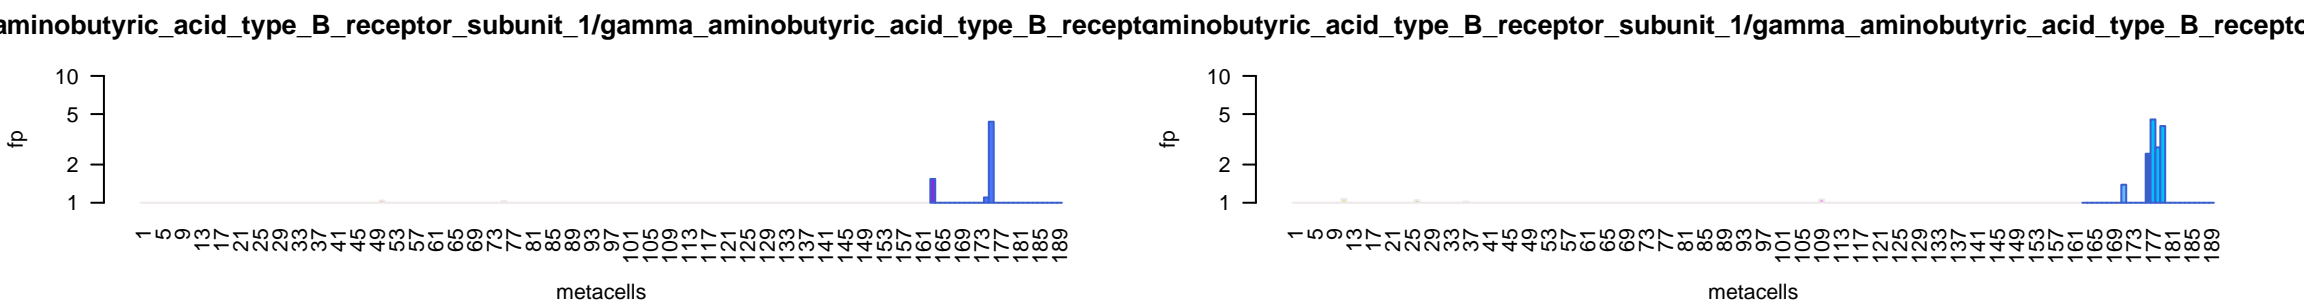 aminobutyric_acid_type_B_receptor_subunit_1/gamma_aminobutyric_acid_type_B_recepto
aminobutyric_acid_type_B_receptor_subunit_1/gamma_aminobutyric_acid_type_B_recepto
fp
10
5
2
1
1 5 9 13 17 21 25 29 33 37 41 45 49 53 57 61 65 69 73 77 81 85 89 93 97 101 105 109 113 117 121 125 129 133 137 141 145 149 153 157 161 165 169 173 177 181 185 189
metacells
fp
10
5
2
1
1 5 9 13 17 21 25 29 33 37 41 45 49 53 57 61 65 69 73 77 81 85 89 93 97 101 105 109 113 117 121 125 129 133 137 141 145 149 153 157 161 165 169 173 177 181 185 189
metacells